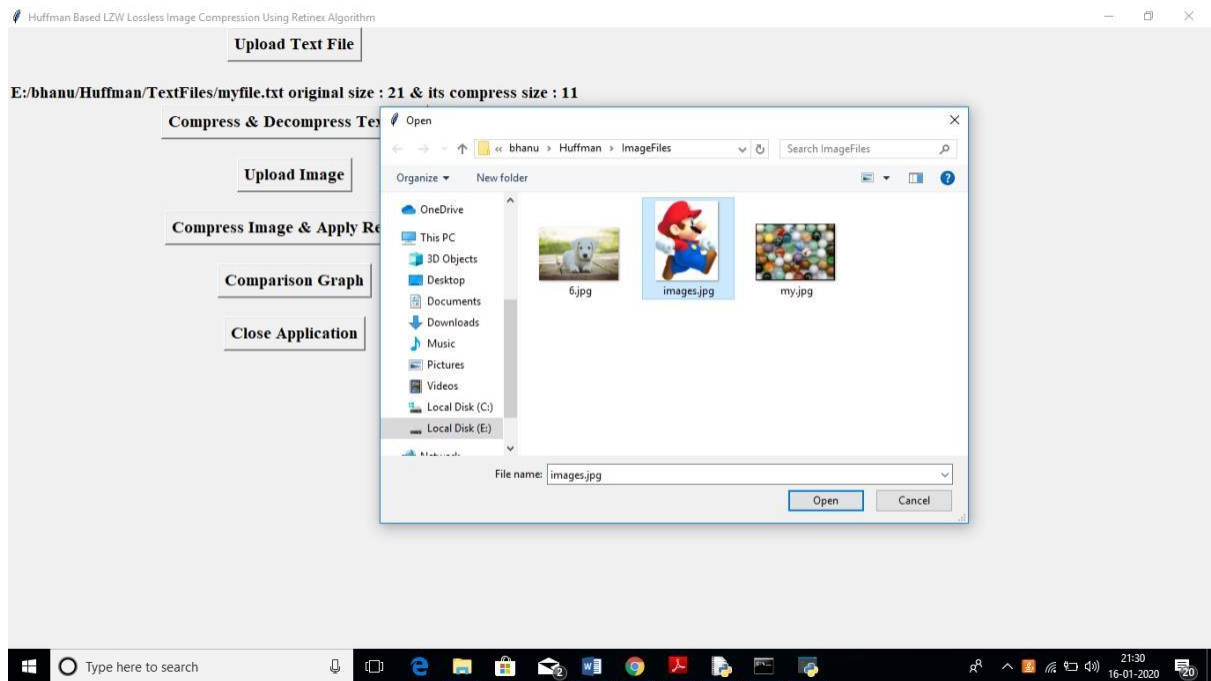 Huffman Based LZW Lossless Image Compression Using Retinex Algorithm
Upload Text File
E:/bhanu/Huffman/TextFiles/myfile.txt original size : 21 & its compress size : 11
Compress & Decompress Tex
Upload Image
Compress Image & Apply Re
Comparison Graph
Close Application
Open
« bhanu › Huffman › ImageFiles
Search ImageFiles
Organize
New folder
OneDrive
This PC
3D Objects
Desktop
Documents
Downloads
Music
Pictures
Videos
Local Disk (C:)
Local Disk (E:)
Network
6.jpg
images.jpg
my.jpg
File name: images.jpg
Open
Cancel
Type here to search
2
21:30
16-01-2020
20